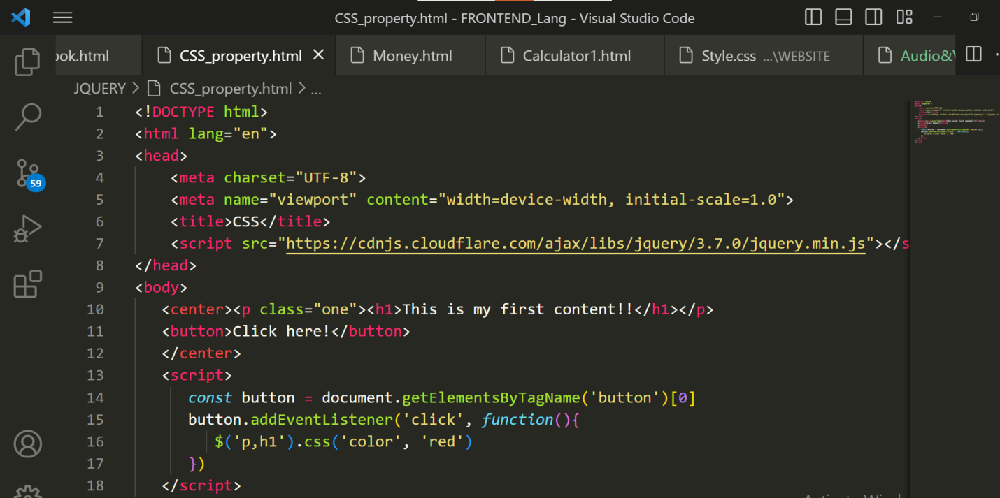 CSS_property.html - FRONTEND_Lang - Visual Studio Code
ook.html CSS_property.html Money.html Calculator1.html Style.css ...\WEBSITE Audio&
JQUERY > CSS_property.html > ...
1 <!DOCTYPE html>
2 <html lang="en">
3 <head>
4 <meta charset="UTF-8">
5 <meta name="viewport" content="width=device-width, initial-scale=1.0">
6 <title>CSS</title>
7 <script src="https://cdnjs.cloudflare.com/ajax/libs/jquery/3.7.0/jquery.min.js"></s
8 </head>
9 <body>
10 <center><p class="one"><h1>This is my first content!!</h1></p>
11 <button>Click here!</button>
12 </center>
13 <script>
14 const button = document.getElementsByTagName('button')[0]
15 button.addEventListener('click', function(){
16 $('p,h1').css('color', 'red')
17 })
18 </script>
59